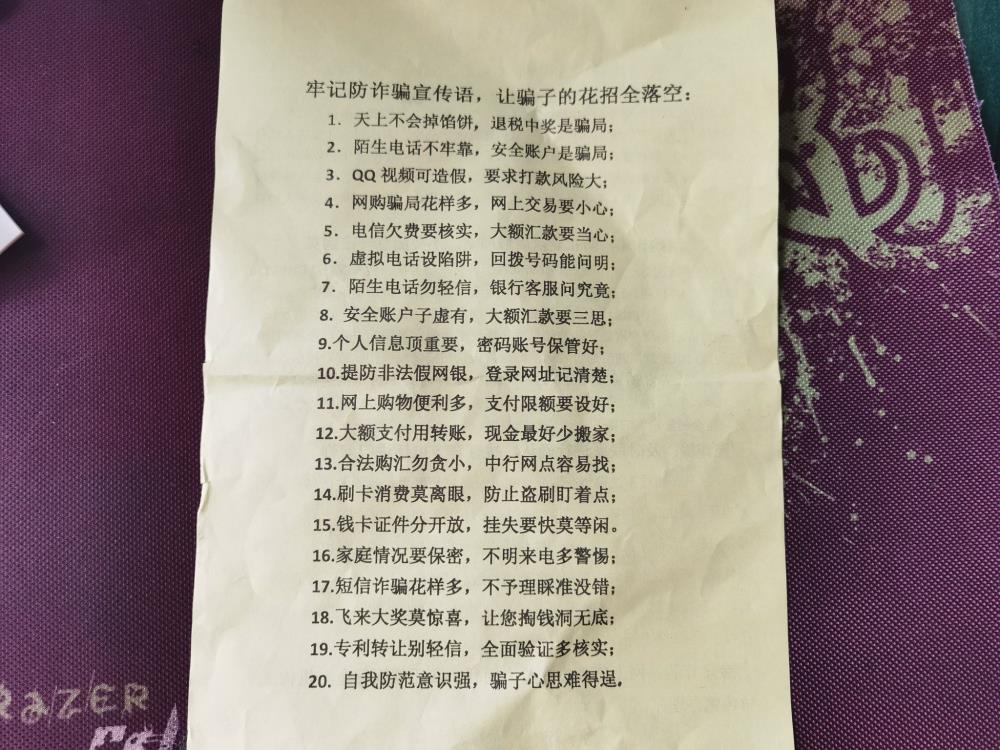 牢记防诈骗宣传语，让骗子的花招全落空：
1. 天上不会掉馅饼，退税中奖是骗局；
2. 陌生电话不牢靠，安全账户是骗局；
3. QQ 视频可造假，要求打款风险大；
4. 网购骗局花样多，网上交易要小心；
5. 电信欠费要核实，大额汇款要当心；
6. 虚拟电话设陷阱，回拨号码能问明；
7. 陌生电话勿轻信，银行客服问究竟；
8. 安全账户子虚有，大额汇款要三思；
9.个人信息顶重要，密码账号保管好；
10.提防非法假网银，登录网址记清楚；
11.网上购物便利多，支付限额要设好；
12.大额支付用转账，现金最好少搬家；
13.合法购汇勿贪小，中行网点容易找；
14.刷卡消费莫离眼，防止盗刷盯着点；
15.钱卡证件分开放，挂失要快莫等闲。
16.家庭情况要保密，不明来电多警惕；
17.短信诈骗花样多，不予理睬准没错；
18.飞来大奖莫惊喜，让您掏钱洞无底；
19.专利转让别轻信，全面验证多核实；
20. 自我防范意识强，骗子心思难得逞.
RAZER